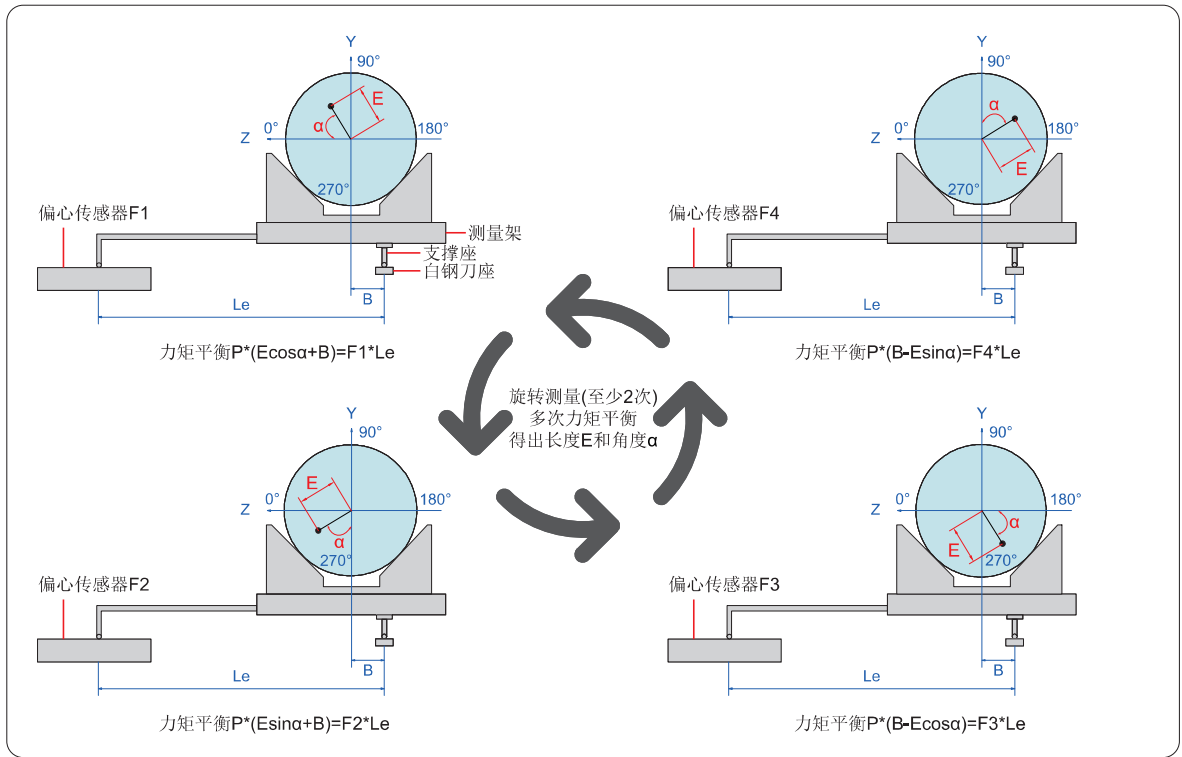 Y
90°
E
α
Z
0°
180°
270°
偏心传感器F1
测量架
支撑座
白钢刀座
B
Le
力矩平衡P*(Ecosα+B)=F1*Le
Y
90°
α
Z
0°
180°
E
270°
偏心传感器F4
B
Le
力矩平衡P*(B-Esinα)=F4*Le
旋转测量(至少2次)
多次力矩平衡
得出长度E和角度α
Y
90°
E
Z
0°
180°
α
270°
偏心传感器F2
B
Le
力矩平衡P*(Esinα+B)=F2*Le
Y
90°
Z
0°
180°
α
E
270°
偏心传感器F3
B
Le
力矩平衡P*(B-Ecosα)=F3*Le